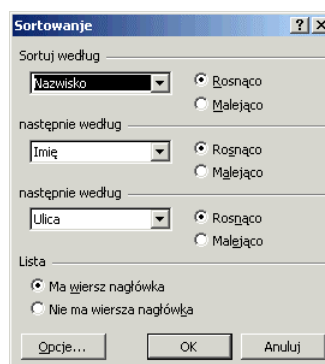 Sortowanie
Sortuj według
Nazwisko
Rosnąco
Malejąco
następnie według
Imię
Rosnąco
Malejąco
następnie według
Ulica
Rosnąco
Malejąco
Lista
Ma wiersz nagłówka
Nie ma wiersza nagłówka
Opcje... OK Anuluj